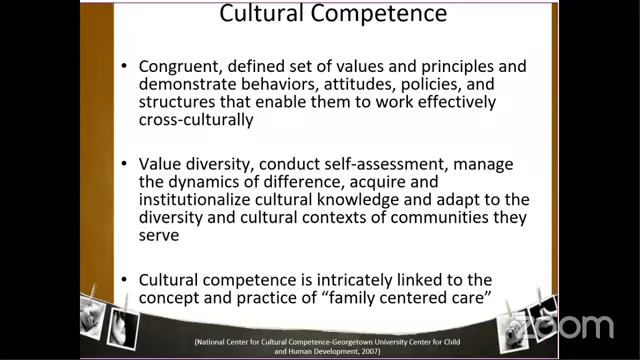 Cultural Competence
• Congruent, defined set of values and principles and
demonstrate behaviors, attitudes, policies, and
structures that enable them to work effectively
cross-culturally
• Value diversity, conduct self-assessment, manage
the dynamics of difference, acquire and
institutionalize cultural knowledge and adapt to the
diversity and cultural contexts of communities they
serve
• Cultural competence is intricately linked to the
concept and practice of “family centered care”
(National Center for Cultural Competence-Georgetown University Center for Child
and Human Development, 2007)
zoom